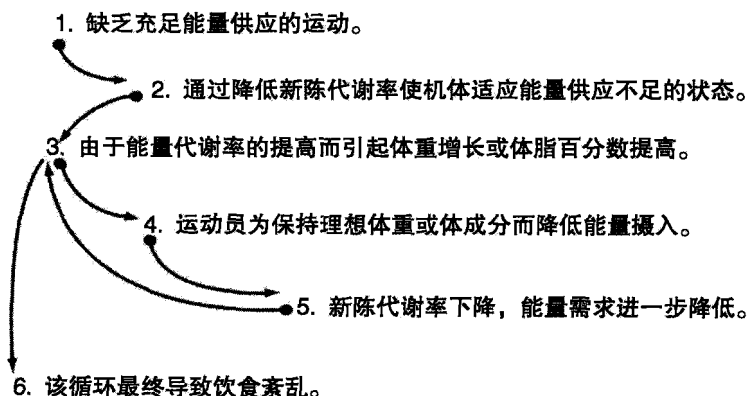 1. 缺乏充足能量供应的运动。
2. 通过降低新陈代谢率使机体适应能量供应不足的状态。
3. 由于能量代谢率的提高而引起体重增长或体脂百分数提高。
4. 运动员为保持理想体重或体成分而降低能量摄入。
5. 新陈代谢率下降，能量需求进一步降低。
6. 该循环最终导致饮食紊乱。